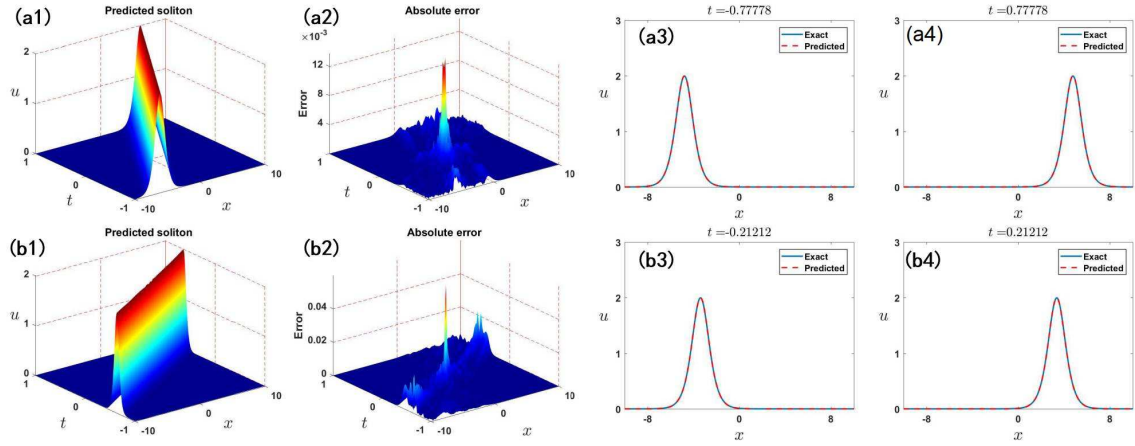 (a1)
Predicted soliton
2
u
1
0
1
0
t
-1
-10
0
x
10
(a2)
Absolute error
×10⁻³
12
8
4
Error
1
0
t
-1
-10
0
x
10
(a3)
t =-0.77778
3
2
u
1
0
-8
0
8
x
Exact
Predicted
(a4)
t =0.77778
3
2
u
1
0
-8
0
8
x
Exact
Predicted
(b1)
Predicted soliton
2
u
1
0
1
0
t
-1
-10
0
x
10
(b2)
Absolute error
0.04
0.02
0
Error
1
0
t
-1
-10
0
x
10
(b3)
t =-0.21212
3
2
u
1
0
-8
0
8
x
Exact
Predicted
(b4)
t =0.21212
3
2
u
1
0
-8
0
8
x
Exact
Predicted